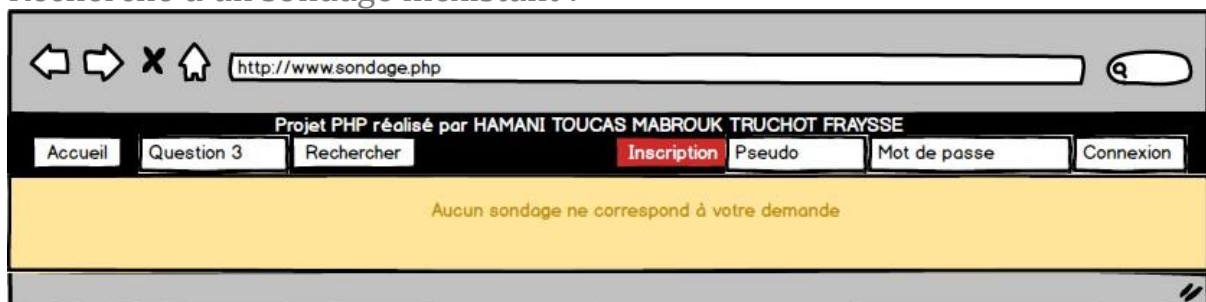 Recherche d'un sondage inexistant :
http://www.sondage.php
Projet PHP réalisé par HAMANI TOUCAS MABROUK TRUCHOT FRAYSSE
Accueil Question 3 Rechercher Inscription Pseudo Mot de passe Connexion
Aucun sondage ne correspond à votre demande